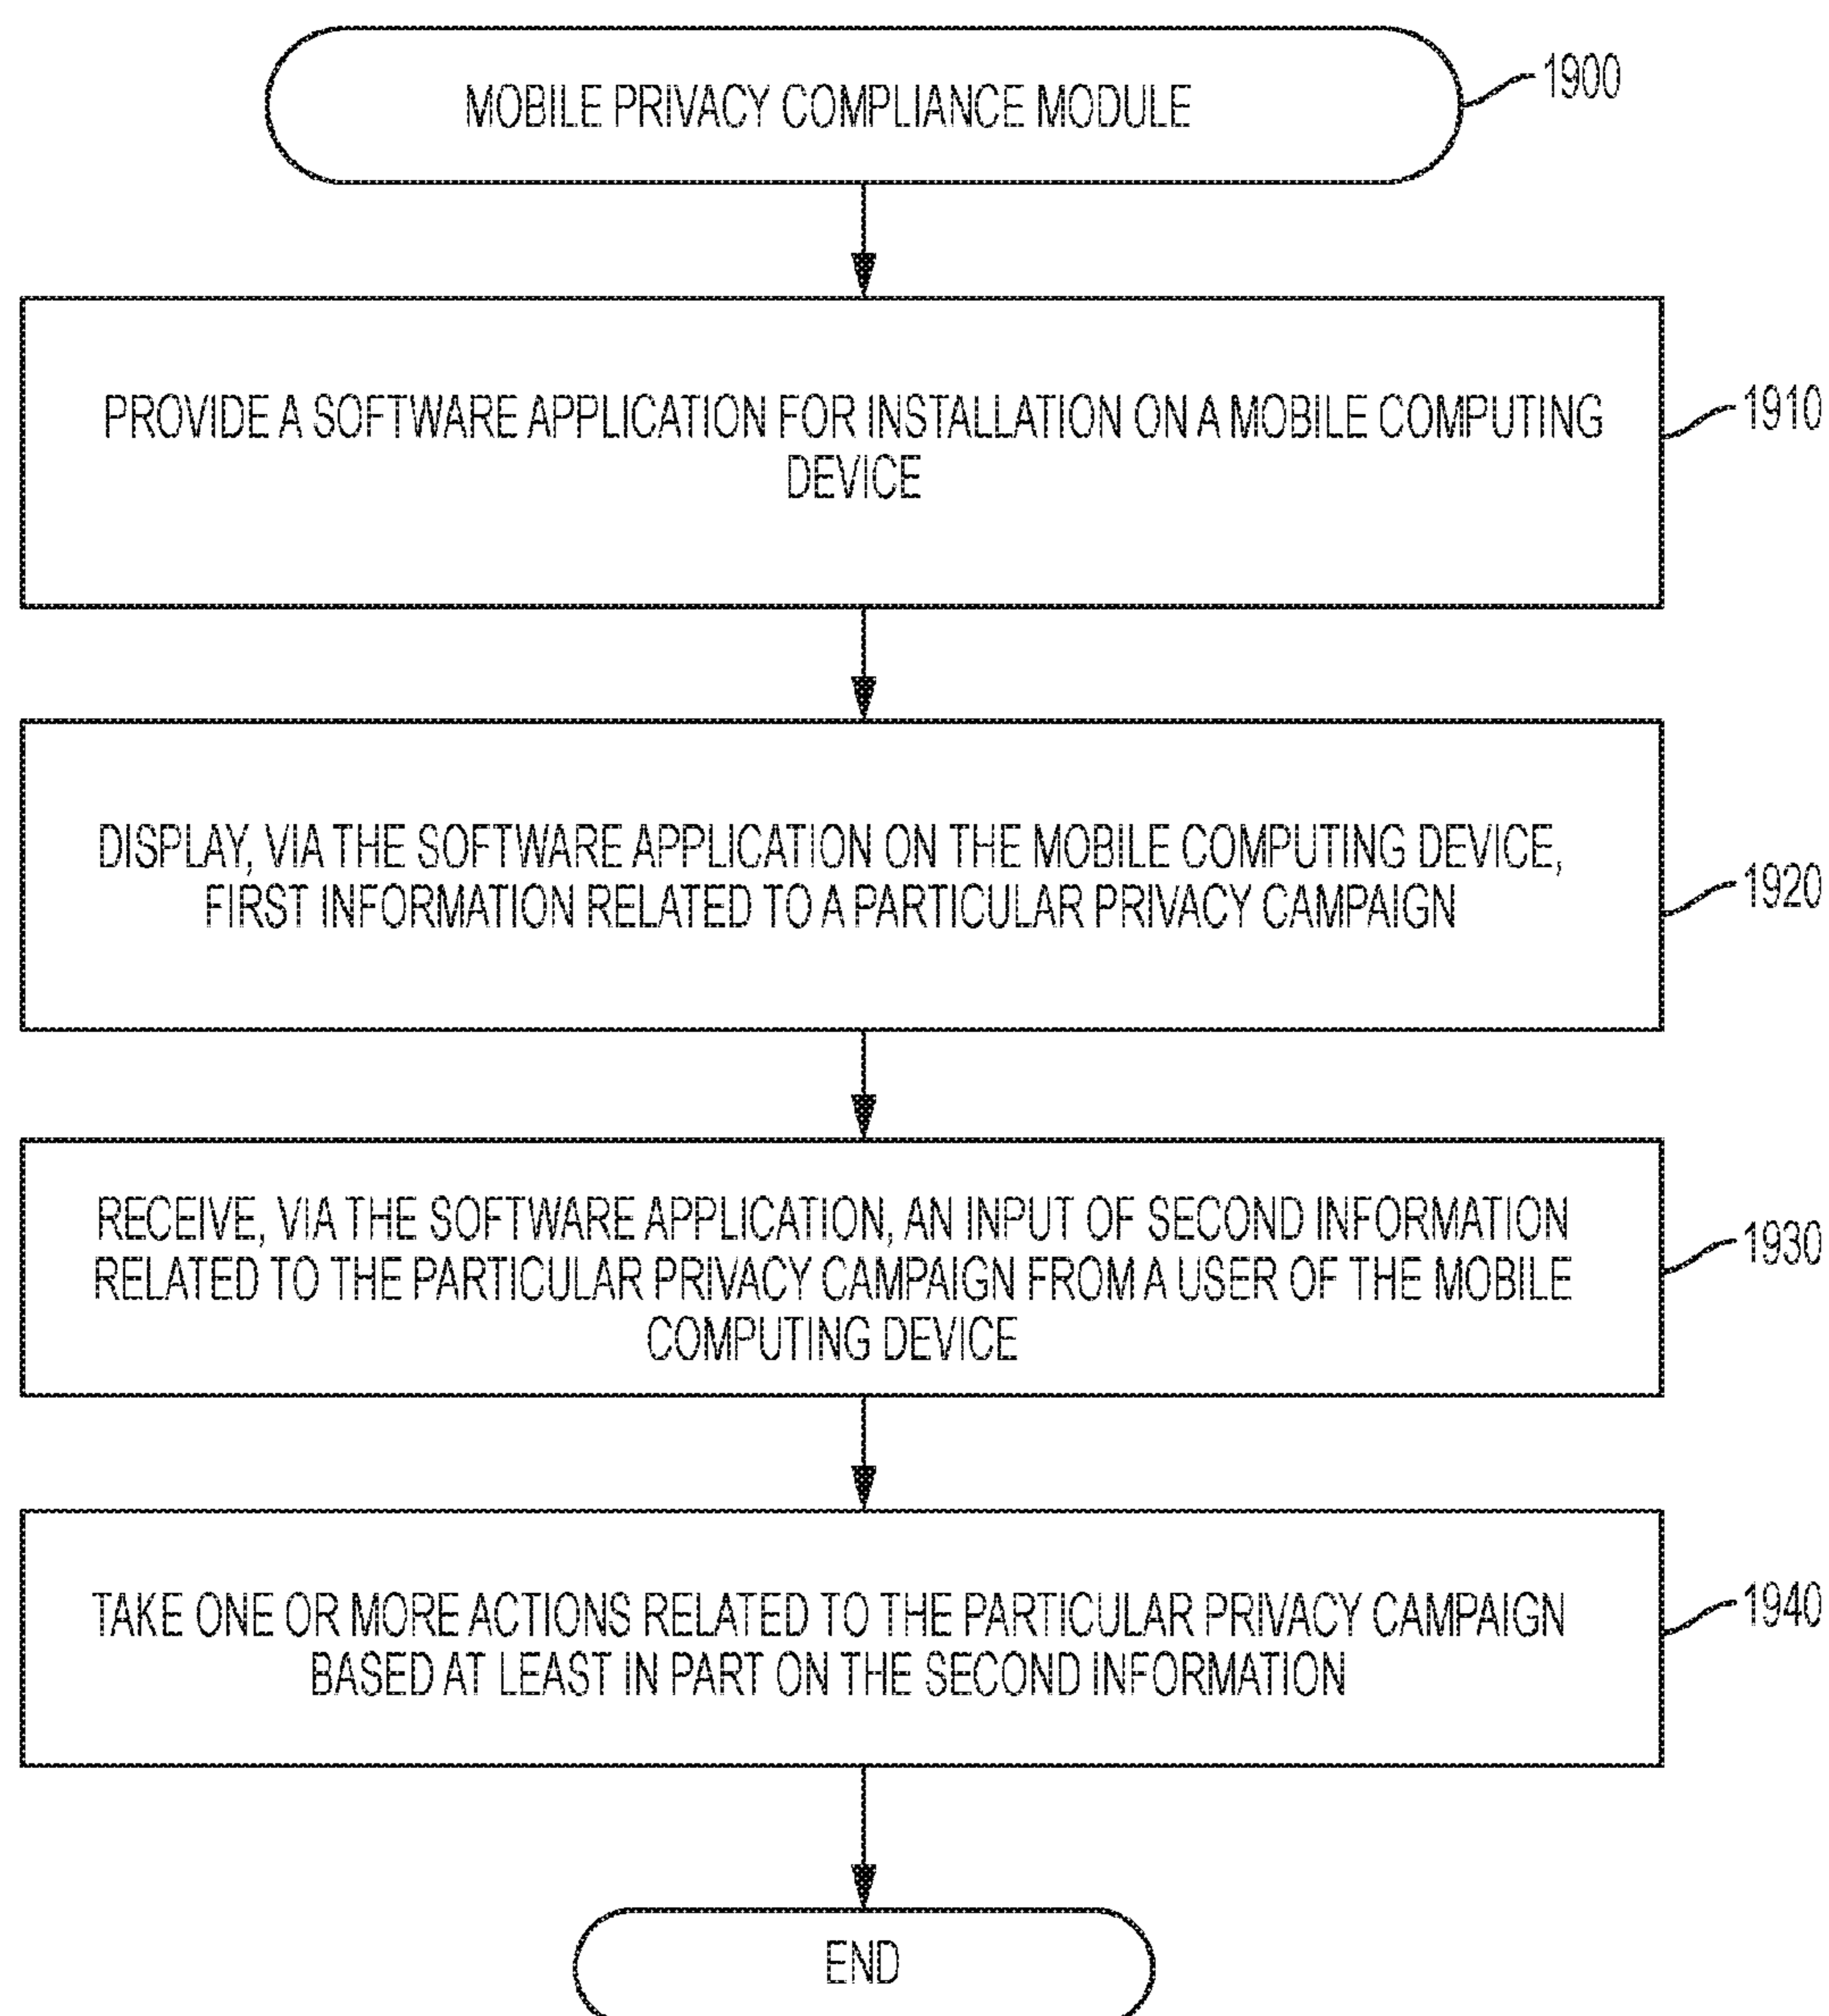 MOBILE PRIVACY COMPLIANCE MODULE
1900
PROVIDE A SOFTWARE APPLICATION FOR INSTALLATION ON A MOBILE COMPUTING
DEVICE
1910
DISPLAY, VIA THE SOFTWARE APPLICATION ON THE MOBILE COMPUTING DEVICE,
FIRST INFORMATION RELATED TO A PARTICULAR PRIVACY CAMPAIGN
1920
RECEIVE, VIA THE SOFTWARE APPLICATION, AN INPUT OF SECOND INFORMATION
RELATED TO THE PARTICULAR PRIVACY CAMPAIGN FROM A USER OF THE MOBILE
COMPUTING DEVICE
1930
TAKE ONE OR MORE ACTIONS RELATED TO THE PARTICULAR PRIVACY CAMPAIGN
BASED AT LEAST IN PART ON THE SECOND INFORMATION
1940
END